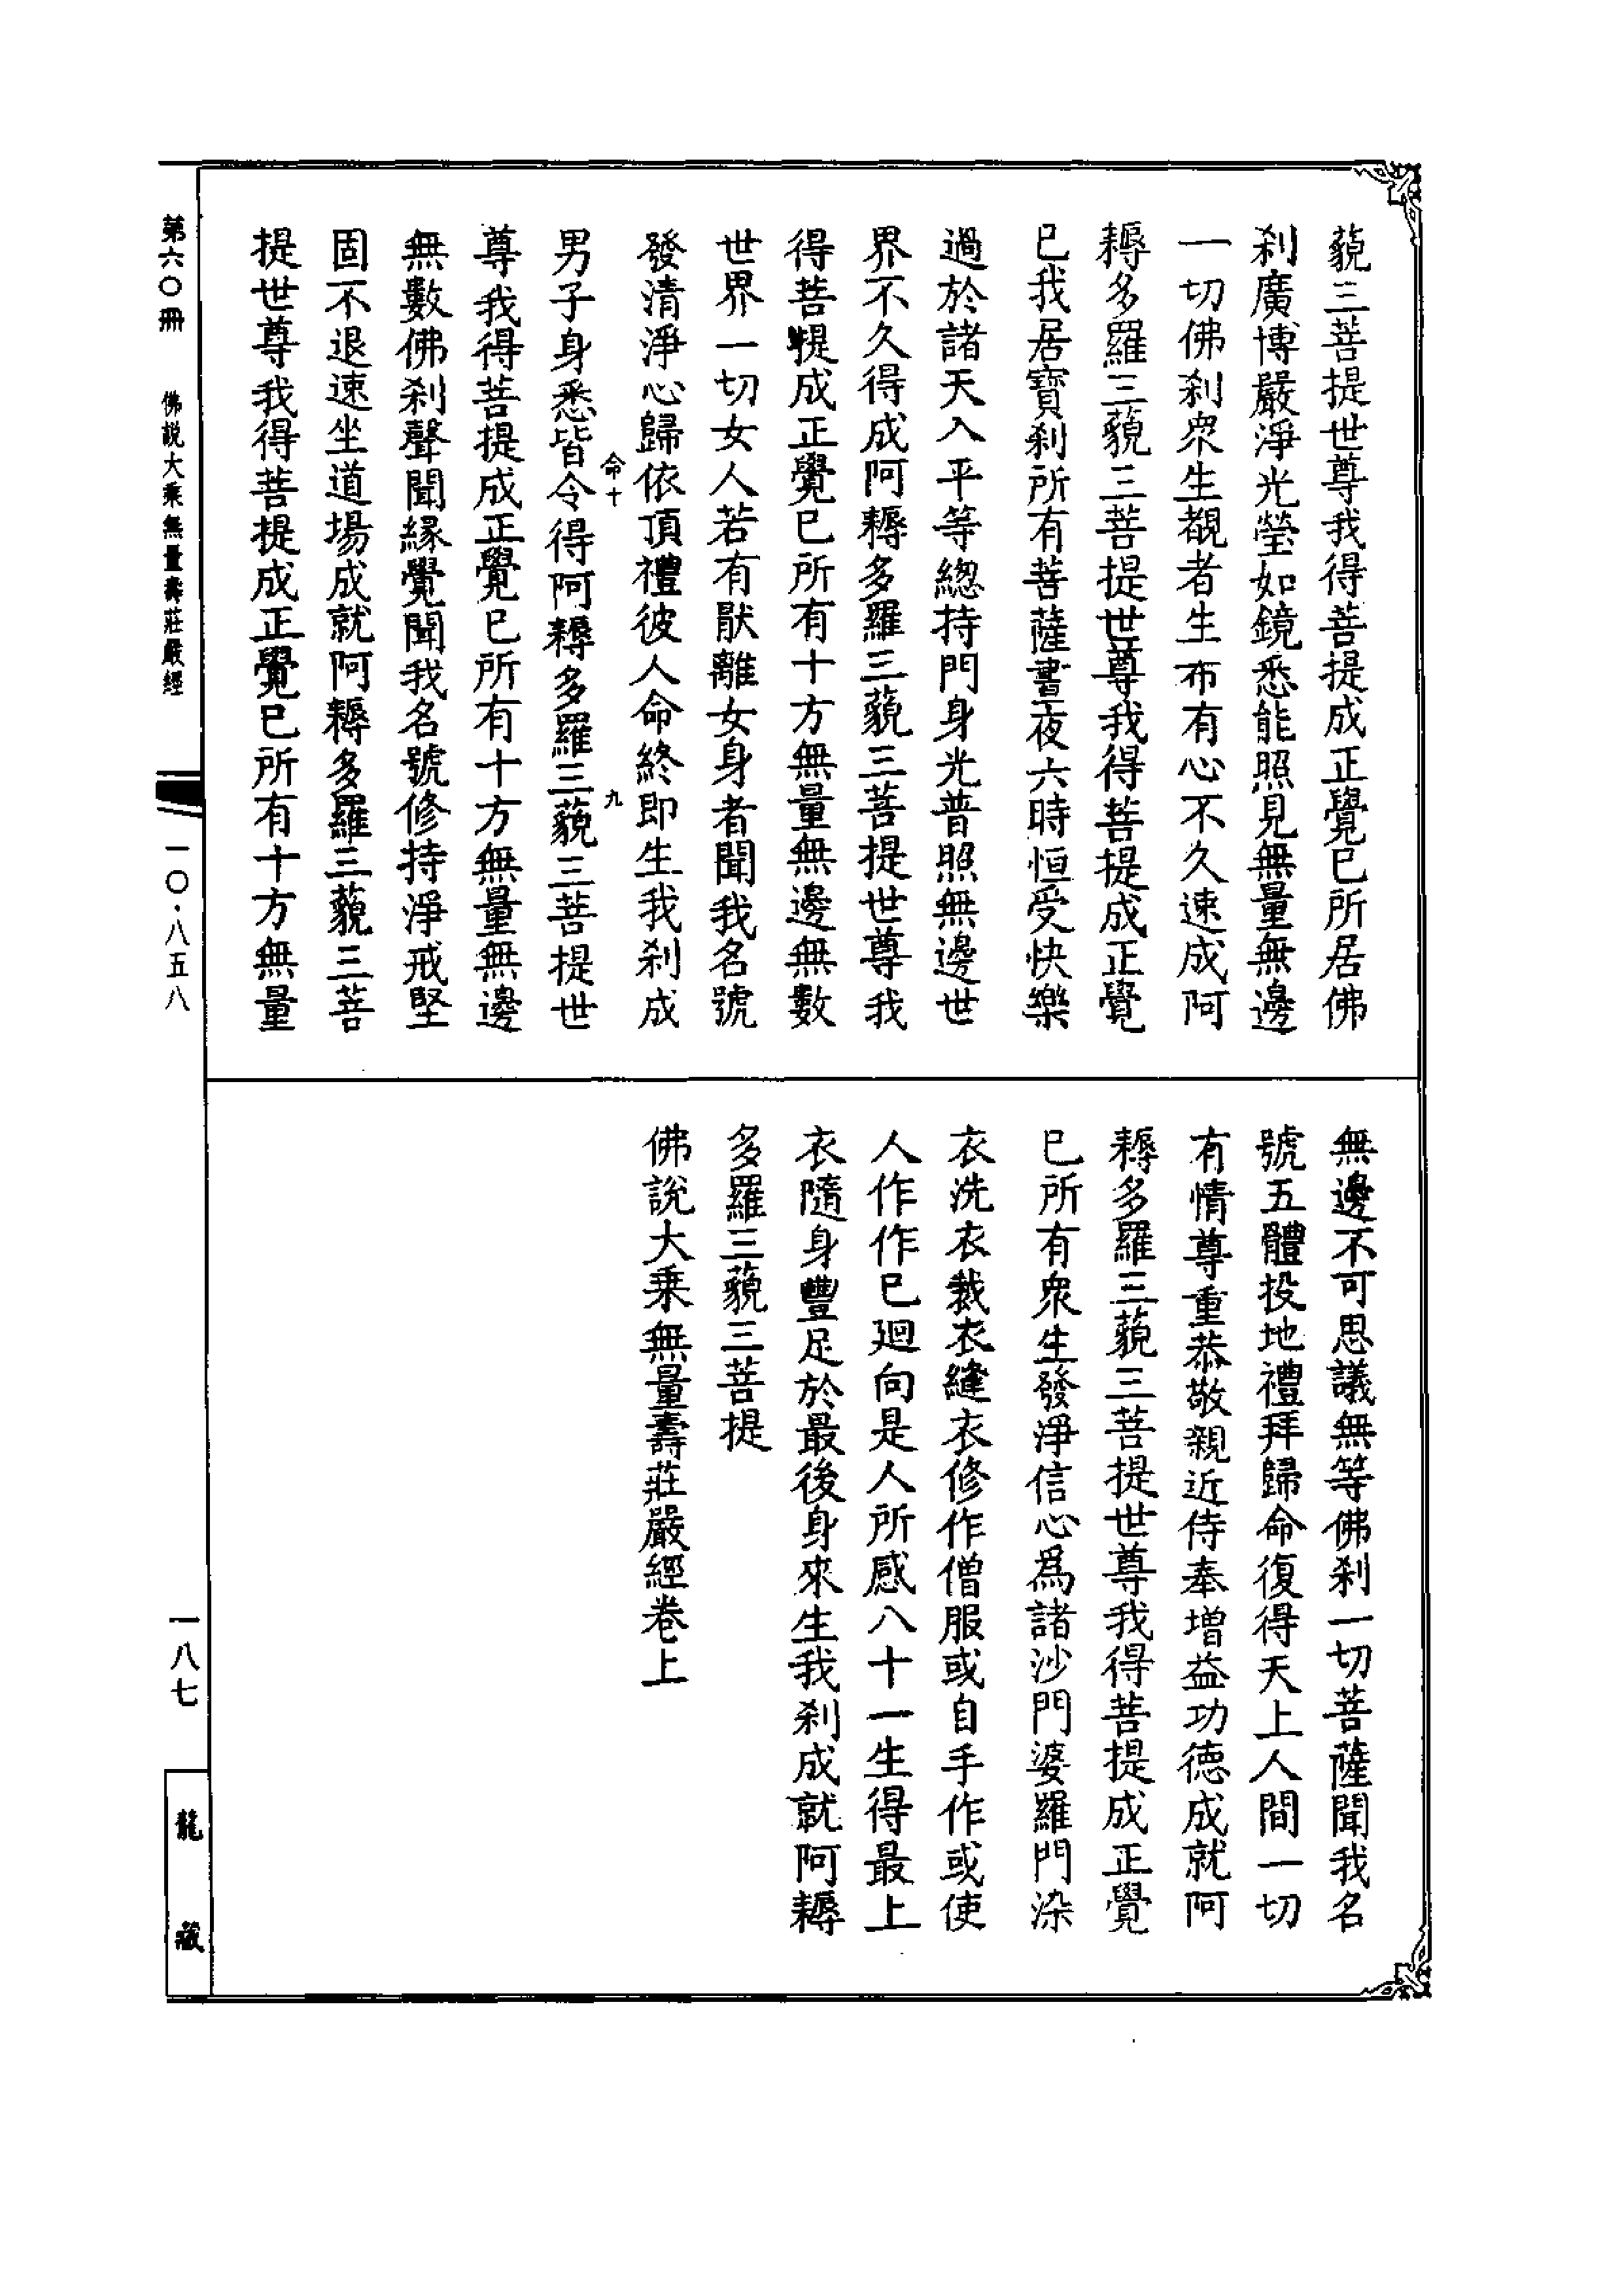 藐三菩提世尊我得菩提成正覺已所居佛
刹廣博嚴淨光瑩如鏡悉能照見無量無邊
一切佛刹衆生覩者生布有心不久速成阿
耨多羅三藐三菩提世尊我得菩提成正覺
已我居寶刹所有菩薩晝夜六時恒受快樂
過於諸天入平等緫持門身光普照無邊世
界不久得成阿耨多羅三藐三菩提世尊我
得菩提成正覺已所有十方無量無邊無數
世界一切女人若有猒離女身者聞我名號
發清淨心歸依頂禮彼人命終即生我刹成
命十
九
男子身悉皆令得阿耨多羅三藐三菩提世
尊我得菩提成正覺已所有十方無量無邊
無數佛刹聲聞緣覺聞我名號修持淨戒堅
固不退速坐道場成就阿耨多羅三藐三菩
提世尊我得菩提成正覺已所有十方無量
無邊不可思議無等佛刹一切菩薩聞我名
號五體投地禮拜歸命復得天上人間一切
有情尊重恭敬親近侍奉增益功德成就阿
耨多羅三藐三菩提世尊我得菩提成正覺
已所有衆生發淨信心爲諸沙門婆羅門染
衣洗衣裁衣縫衣修作僧服或自手作或使
人作作已廻向是人所感八十一生得最上
衣隨身豐足於最後身來生我刹成就阿耨
多羅三藐三菩提
佛說大乘無量壽莊嚴經卷上
第六〇冊
佛説大乘無量壽莊嚴經
一〇·八五八
一八七
龍藏